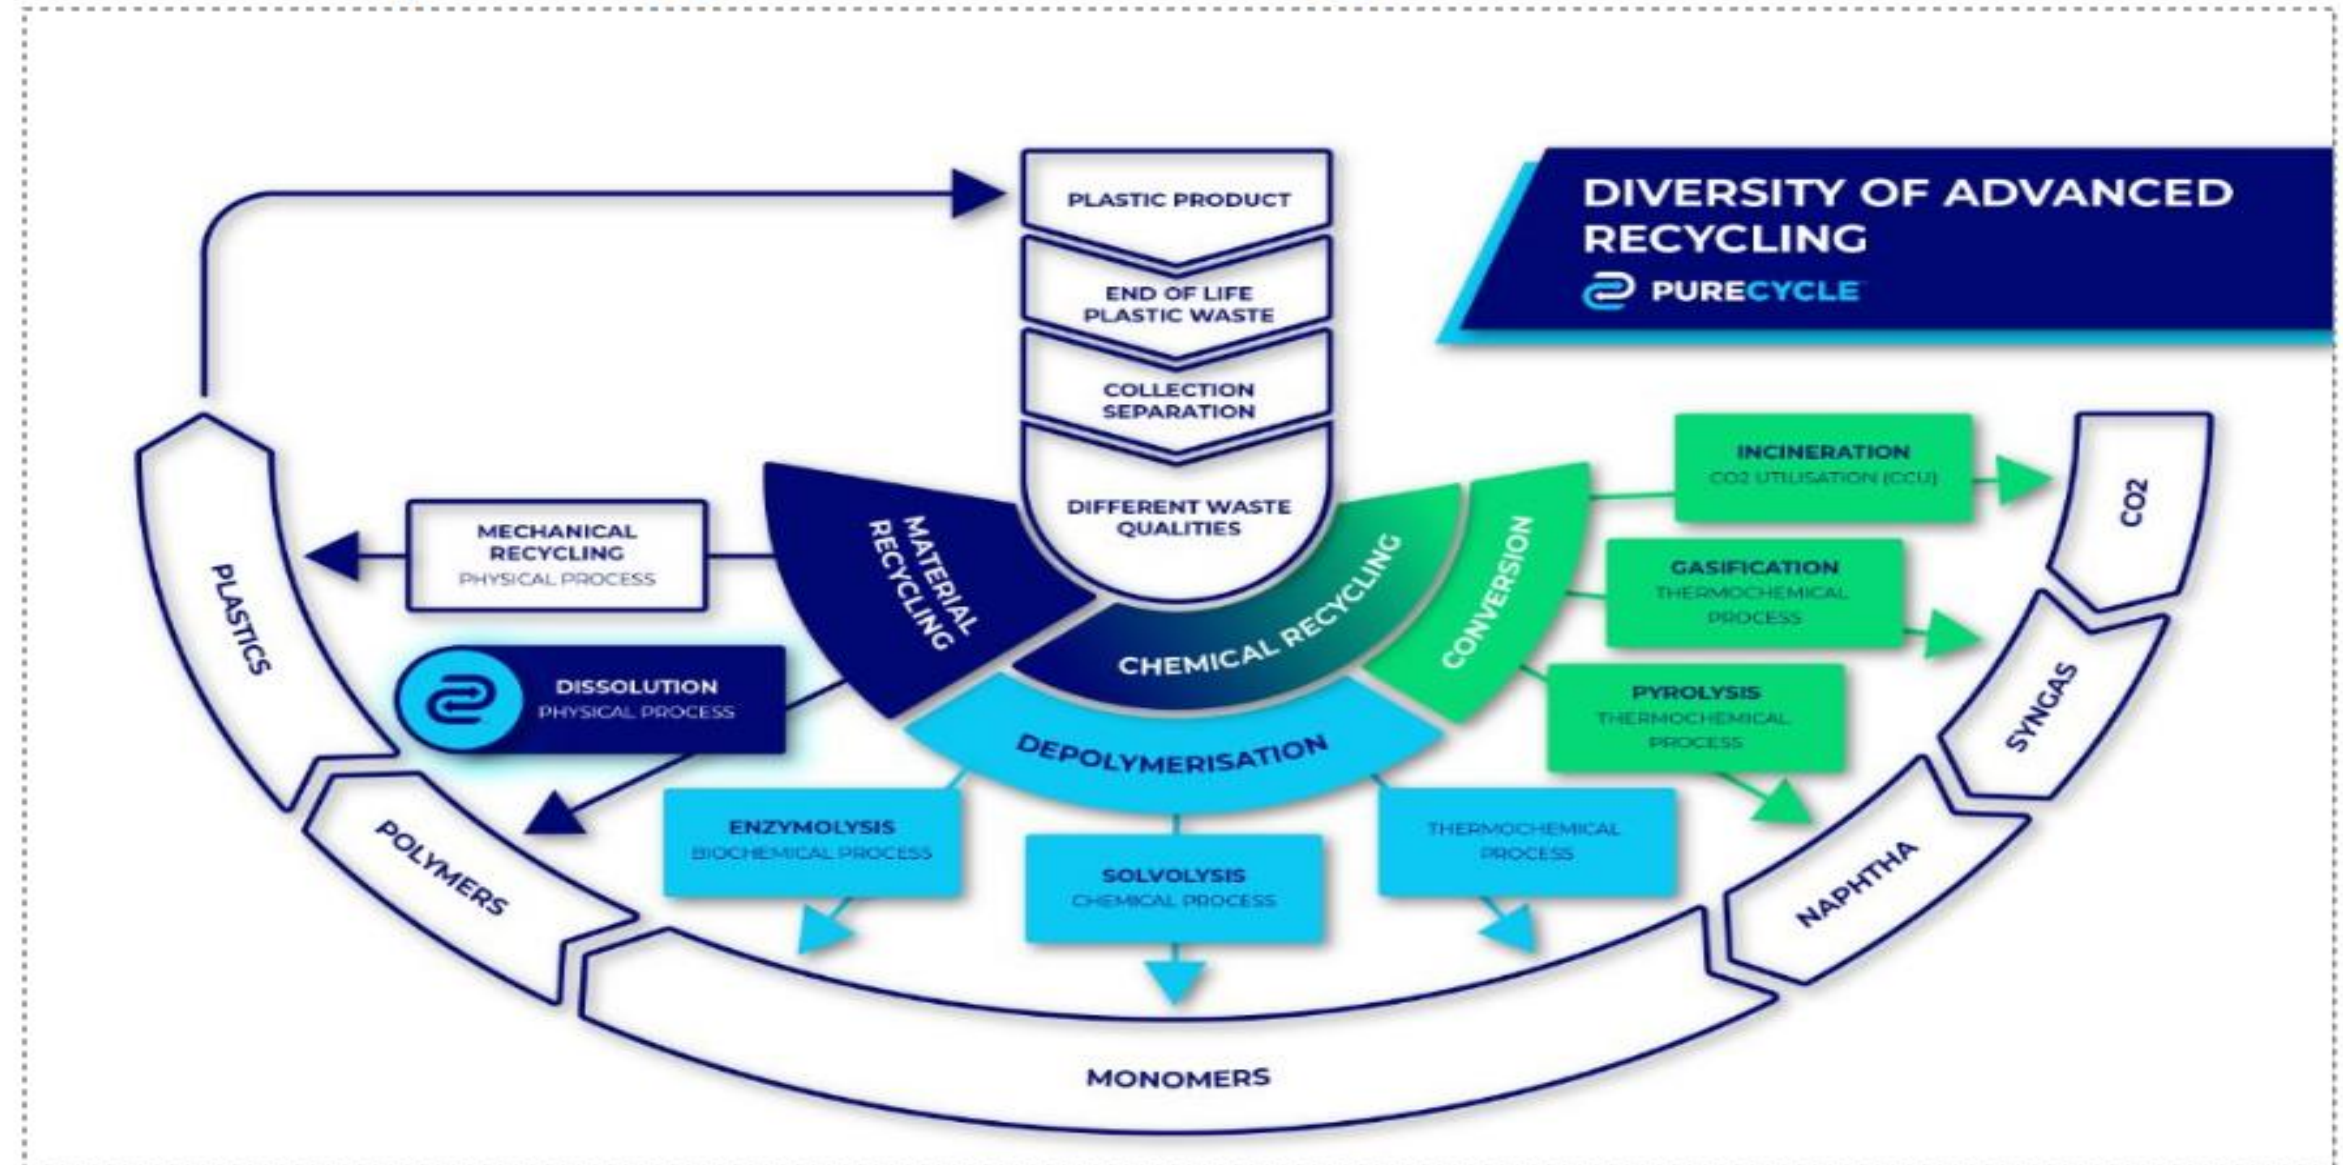 DIVERSITY OF ADVANCED
RECYCLING
PURECYCLE
PLASTIC PRODUCT
END OF LIFE
PLASTIC WASTE
COLLECTION
SEPARATION
DIFFERENT WASTE
QUALITIES
MATERIAL
RECYCLING
CHEMICAL RECYCLING
CONVERSION
DEPOLYMERISATION
MECHANICAL
RECYCLING
PHYSICAL PROCESS
DISSOLUTION
PHYSICAL PROCESS
ENZYMOLYSIS
BIOCHEMICAL PROCESS
SOLVOLYSIS
CHEMICAL PROCESS
THERMOCHEMICAL
PROCESS
INCINERATION
CO2 UTILISATION (CCU)
GASIFICATION
THERMOCHEMICAL
PROCESS
PYROLYSIS
THERMOCHEMICAL
PROCESS
PLASTICS
POLYMERS
MONOMERS
NAPHTHA
SYNGAS
CO2